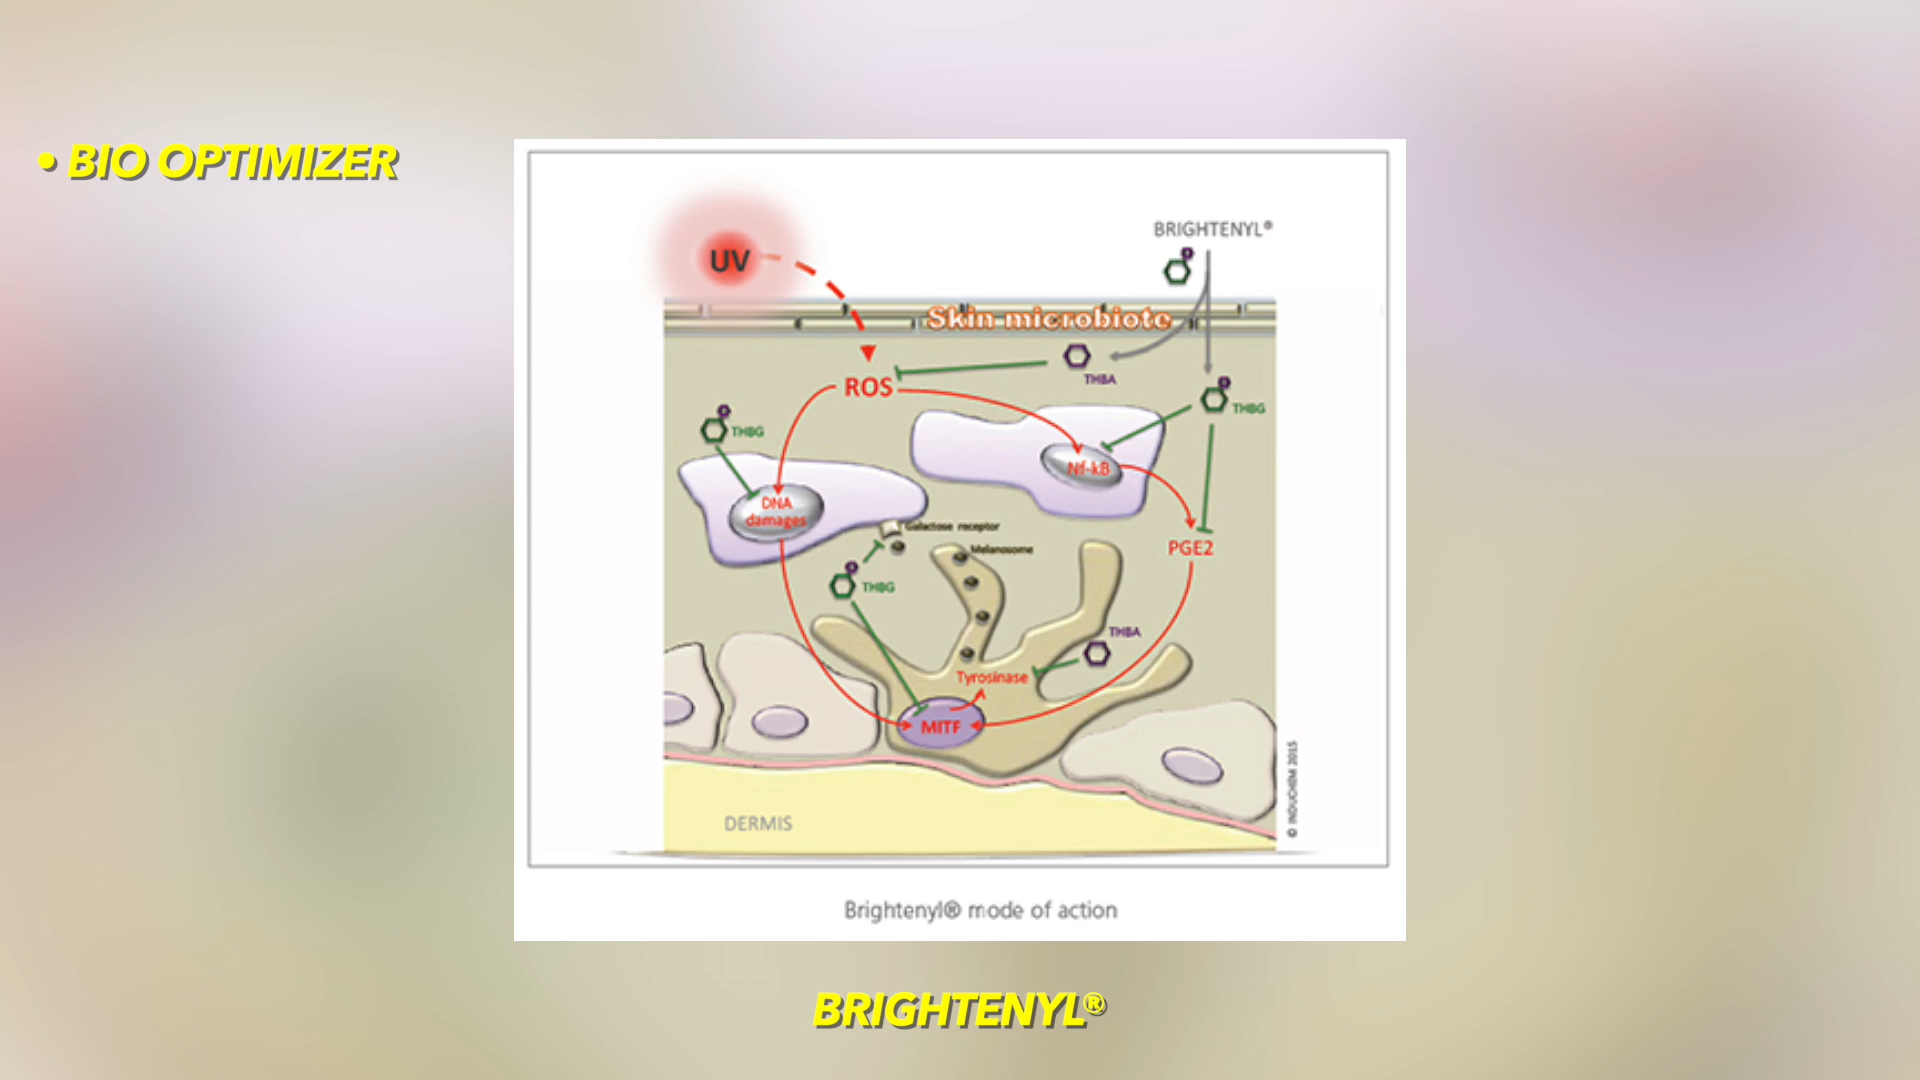 • BIO OPTIMIZER
UV
BRIGHTENYL®
Skin microbiote
THBA
ROS
THBG
THBG
Nf-kB
DNA
damages
Galactose receptor
Melanosome
PGE2
THBG
THBA
Tyrosinase
MITF
DERMIS
© INDUCHEM 2015
Brightenyl® mode of action
BRIGHTENYL®